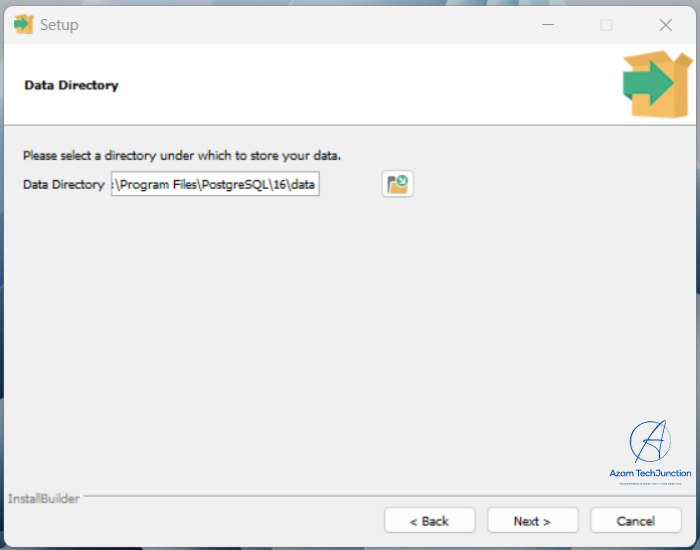 Setup
Data Directory
Please select a directory under which to store your data.
Data Directory :\Program Files\PostgreSQL\16\data
Azam TechJunction
InstallBuilder
< Back Next > Cancel